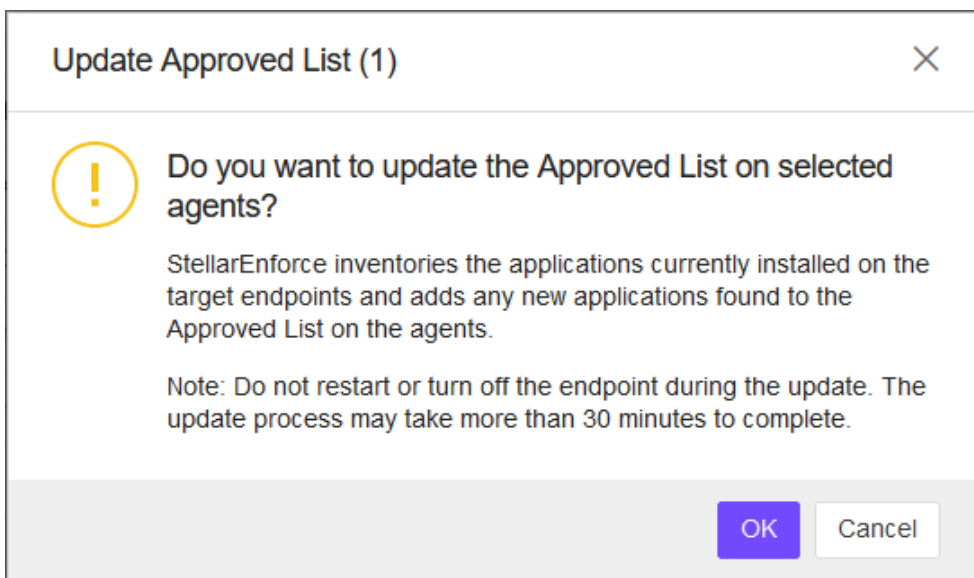 Update Approved List (1)
Do you want to update the Approved List on selected
agents?
StellarEnforce inventories the applications currently installed on the
target endpoints and adds any new applications found to the
Approved List on the agents.
Note: Do not restart or turn off the endpoint during the update. The
update process may take more than 30 minutes to complete.
OK Cancel